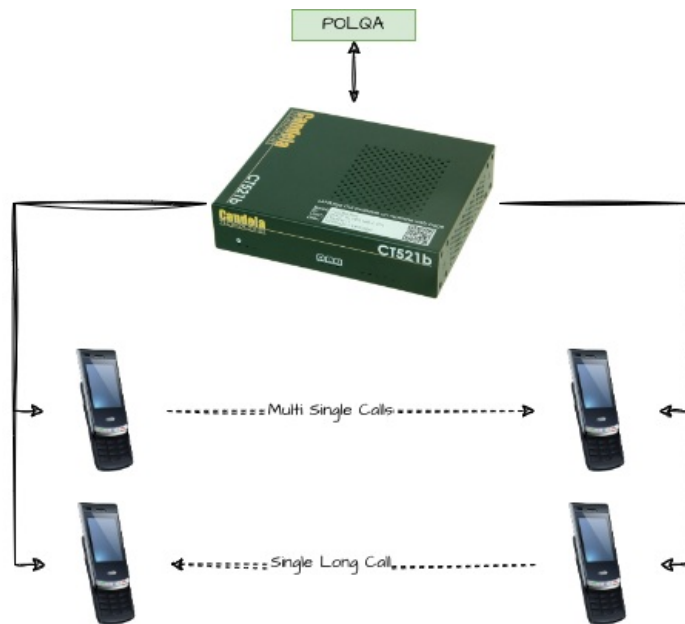 POLQA
Candela
CT521b
Candela
CT521b
Multi Single Calls
Single Long Call